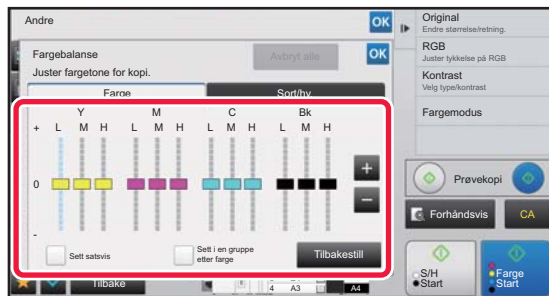 Andre
OK
Fargebalanse
Avbryt alle
OK
Juster fargetone for kopi.
Farge
Sort/hv.
Y M C Bk
+ L M H L M H L M H L M H
+
0
−
-
Sett satsvis
Sett i en gruppe
etter farge
Tilbakestill
Tilbake
4 A3
A4
Original
Endre størrelse/retning.
RGB
Juster tykkelse på RGB
Kontrast
Velg type/kontrast
Fargemodus
Prøvekopi
Forhåndsvis
CA
S/H
Start
Farge
Start